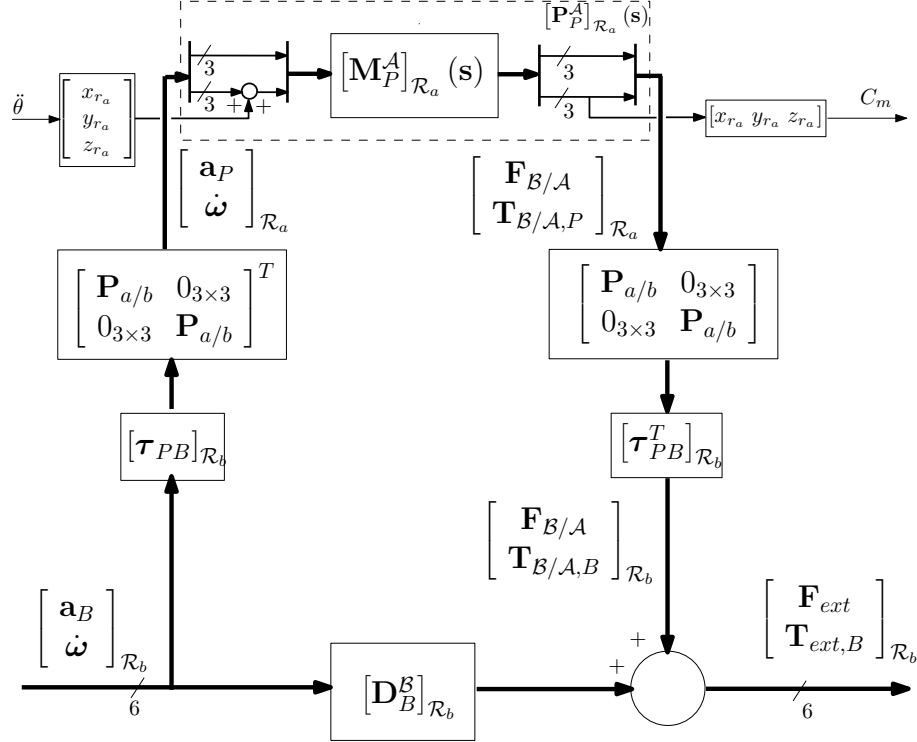 [P_P^𝒜]_{ℛ_a}(s)
3
3
+ +
[M_P^𝒜]_{ℛ_a}(s)
3
3
θ̈
[x_{r_a}
y_{r_a}
z_{r_a}]
[x_{r_a} y_{r_a} z_{r_a}]
C_m
[a_P
ω̇]_{ℛ_a}
[F_{ℬ/𝒜}
T_{ℬ/𝒜,P}]_{ℛ_a}
[P_{a/b} 0_{3×3}
0_{3×3} P_{a/b}]^T
[P_{a/b} 0_{3×3}
0_{3×3} P_{a/b}]
[τ_{PB}]_{ℛ_b}
[τ_{PB}^T]_{ℛ_b}
[F_{ℬ/𝒜}
T_{ℬ/𝒜,B}]_{ℛ_b}
[a_B
ω̇]_{ℛ_b}
6
[D_B^ℬ]_{ℛ_b}
+
+
[F_{ext}
T_{ext,B}]_{ℛ_b}
6